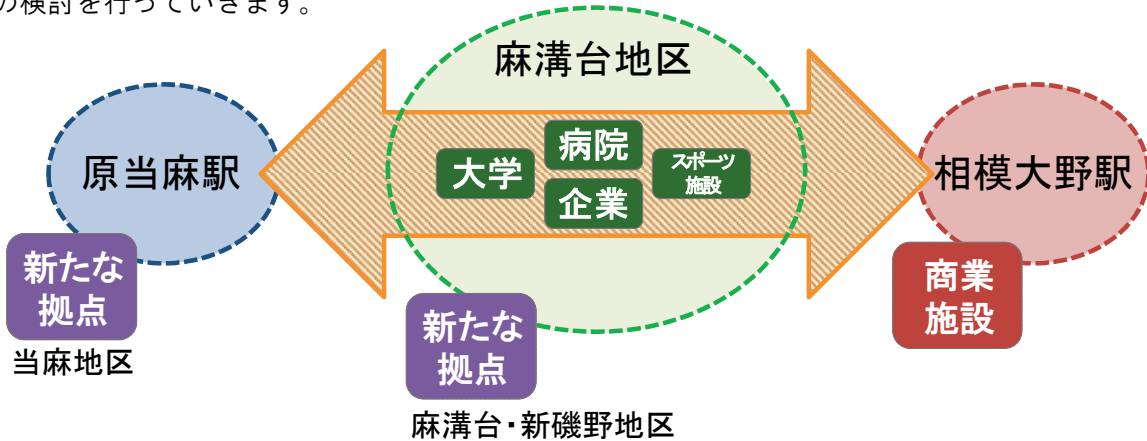 の検討を行っていきます。
麻溝台地区
原当麻駅
大学
病院
企業
スポーツ
施設
相模大野駅
新たな
拠点
当麻地区
新たな
拠点
麻溝台・新磯野地区
商業
施設